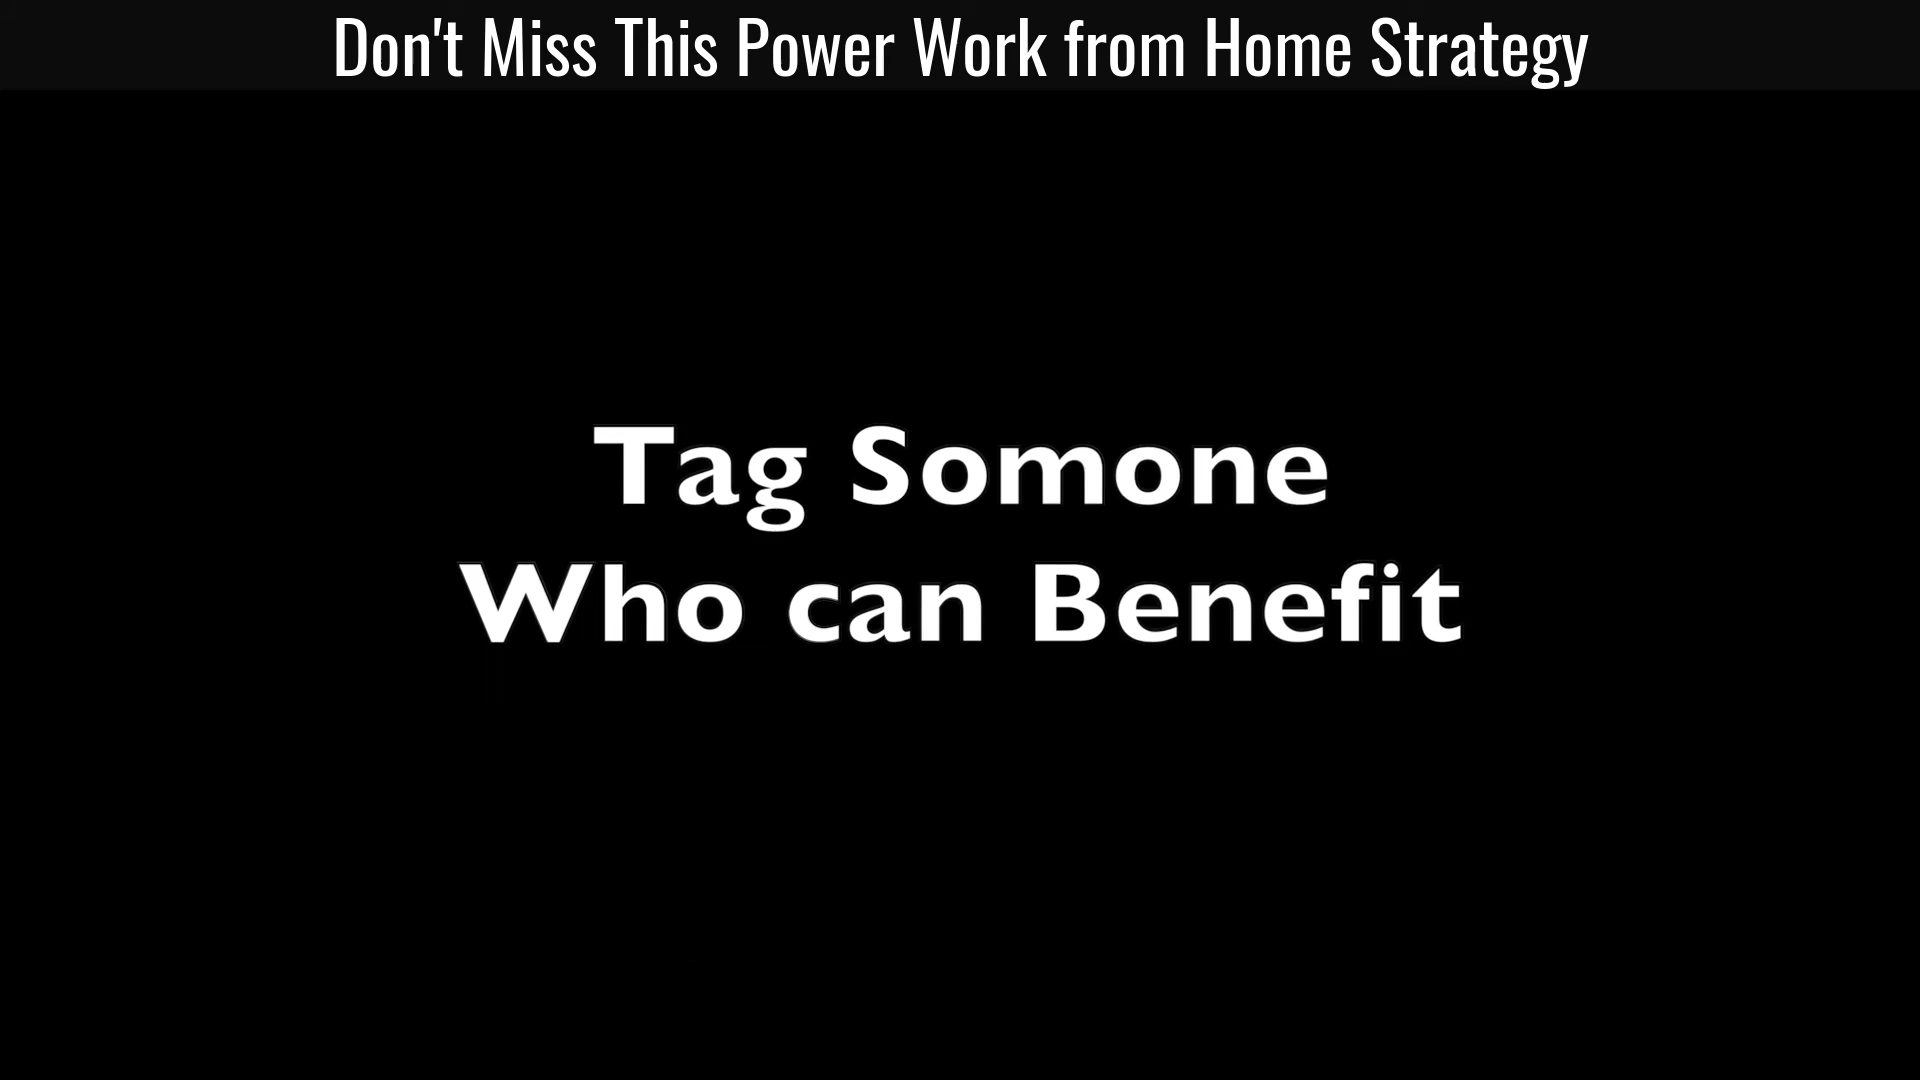 Don't Miss This Power Work from Home Strategy
Tag Somone
Who can Benefit